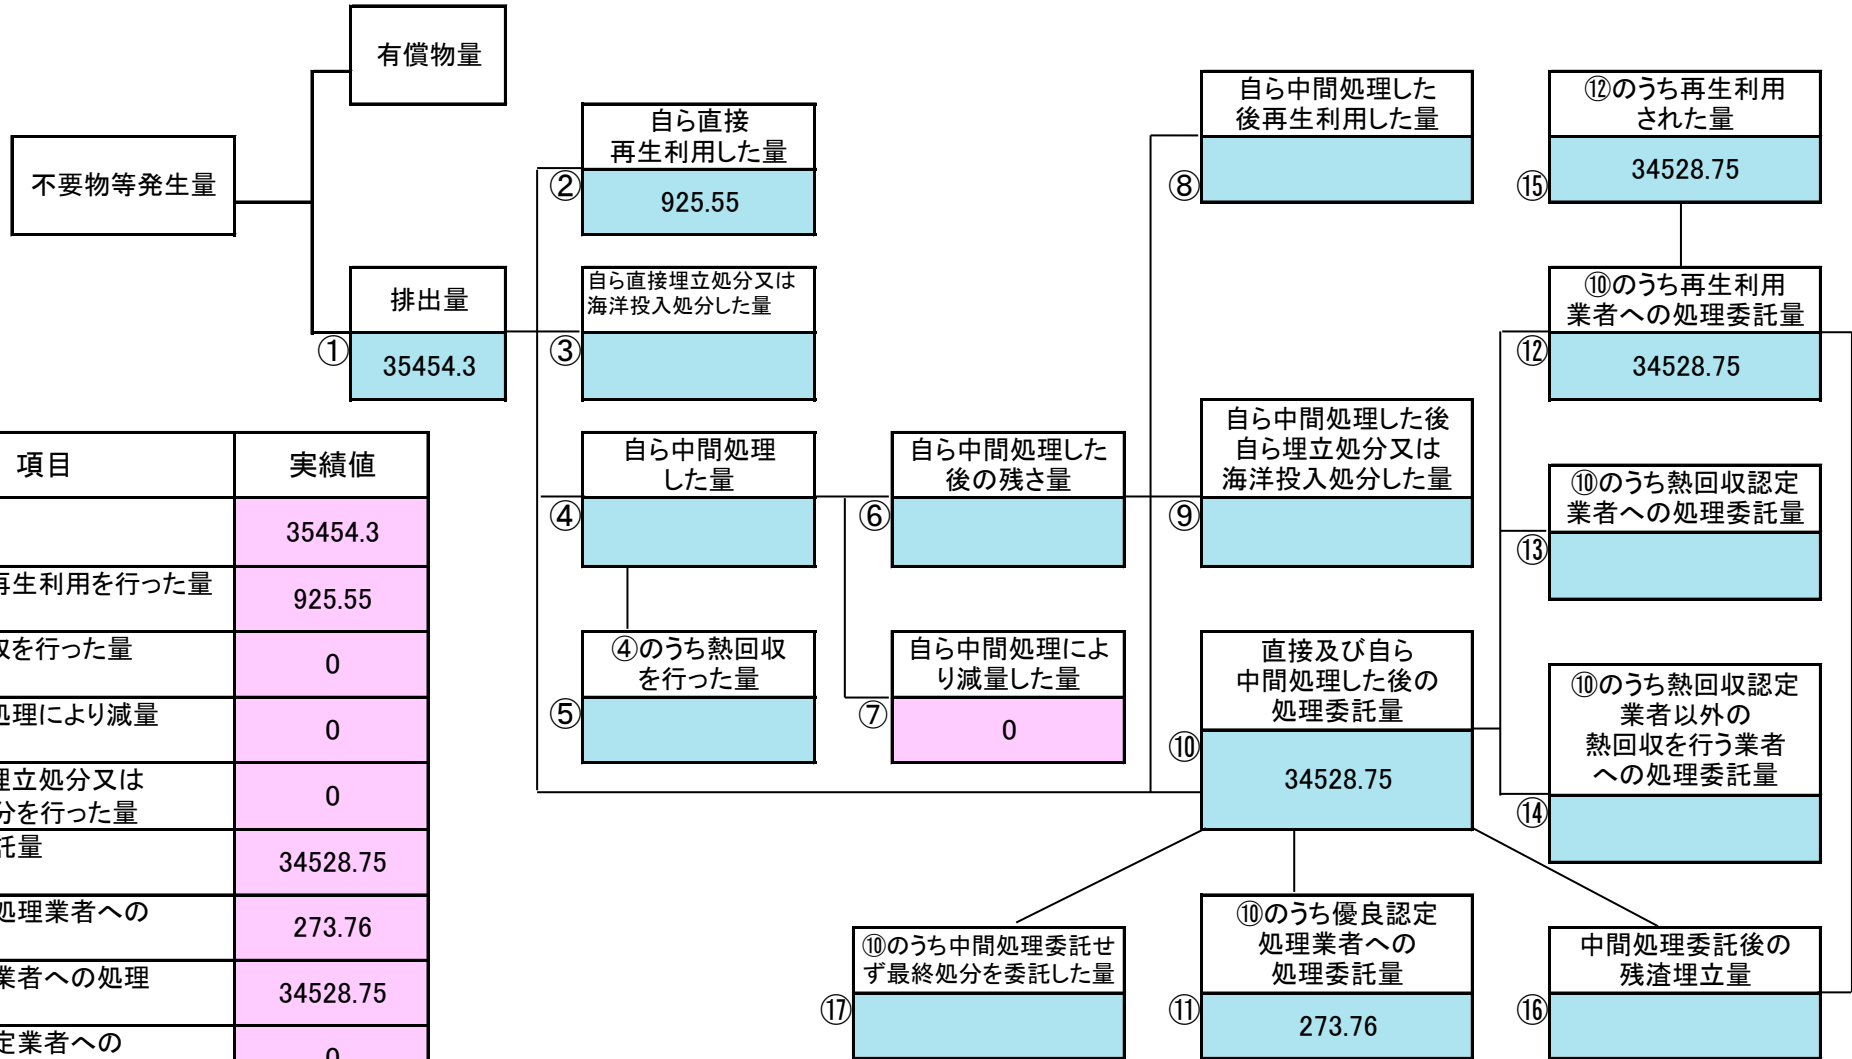 有償物量
不要物等発生量
排出量
①
35454.3
自ら直接
再生利用した量
②
925.55
自ら直接埋立処分又は
海洋投入処分した量
③
自ら中間処理
した量
④
④のうち熱回収
を行った量
⑤
自ら中間処理した
後の残さ量
⑥
自ら中間処理によ
り減量した量
⑦
0
自ら中間処理した
後再生利用した量
⑧
自ら中間処理した後
自ら埋立処分又は
海洋投入処分した量
⑨
直接及び自ら
中間処理した後の
処理委託量
⑩
34528.75
⑫のうち再生利用
された量
⑮
34528.75
⑩のうち再生利用
業者への処理委託量
⑫
34528.75
⑩のうち熱回収認定
業者への処理委託量
⑬
⑩のうち熱回収認定
業者以外の
熱回収を行う業者
への処理委託量
⑭
⑩のうち中間処理委託せ
ず最終処分を委託した量
⑰
⑩のうち優良認定
処理業者への
処理委託量
⑪
273.76
中間処理委託後の
残渣埋立量
⑯
項目 実績値
35454.3
再生利用を行った量
925.55
収を行った量
0
処理により減量
0
埋立処分又は
分を行った量
0
託量
34528.75
処理業者への
273.76
業者への処理
34528.75
定業者への
0